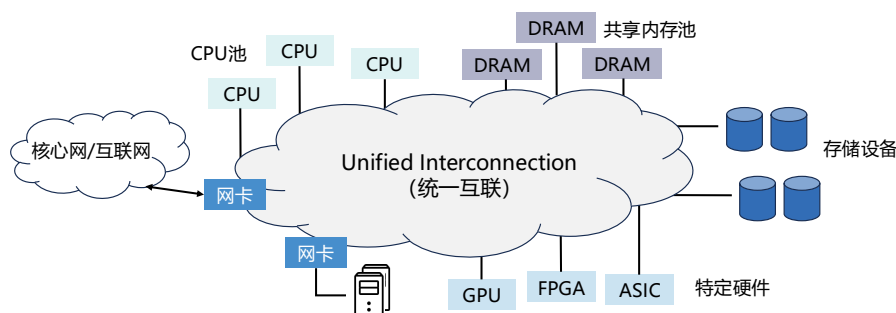 DRAM
共享内存池
CPU池
CPU
CPU
DRAM
DRAM
CPU
核心网/互联网
Unified Interconnection
(统一互联)
存储设备
网卡
网卡
GPU
FPGA
ASIC
特定硬件